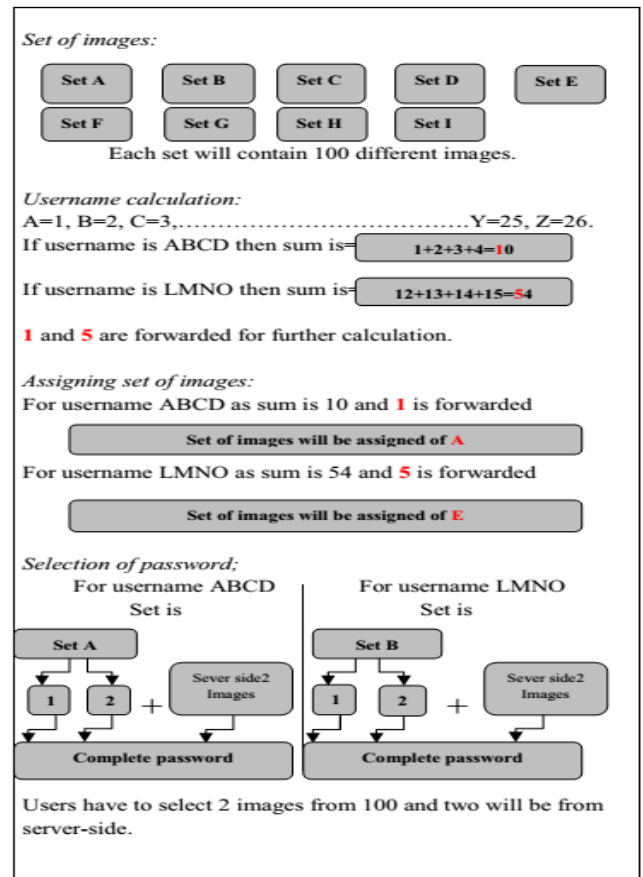 Set of images:
Set A Set B Set C Set D Set E
Set F Set G Set H Set I
Each set will contain 100 different images.
Username calculation:
A=1, B=2, C=3,……………………………….Y=25, Z=26.
If username is ABCD then sum is= 1+2+3+4=10
If username is LMNO then sum is= 12+13+14+15=54
1 and 5 are forwarded for further calculation.
Assigning set of images:
For username ABCD as sum is 10 and 1 is forwarded
Set of images will be assigned of A
For username LMNO as sum is 54 and 5 is forwarded
Set of images will be assigned of E
Selection of password;
For username ABCD
Set is
Set A
1 2 + Sever side2
Images
Complete password
For username LMNO
Set is
Set B
1 2 + Sever side2
Images
Complete password
Users have to select 2 images from 100 and two will be from
server-side.